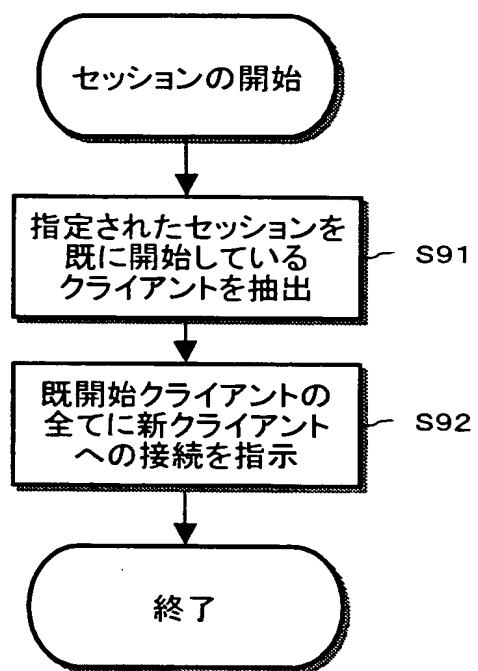 セッションの開始
指定されたセッションを
既に開始している
クライアントを抽出
S91
既開始クライアントの
全てに新クライアント
への接続を指示
S92
終了